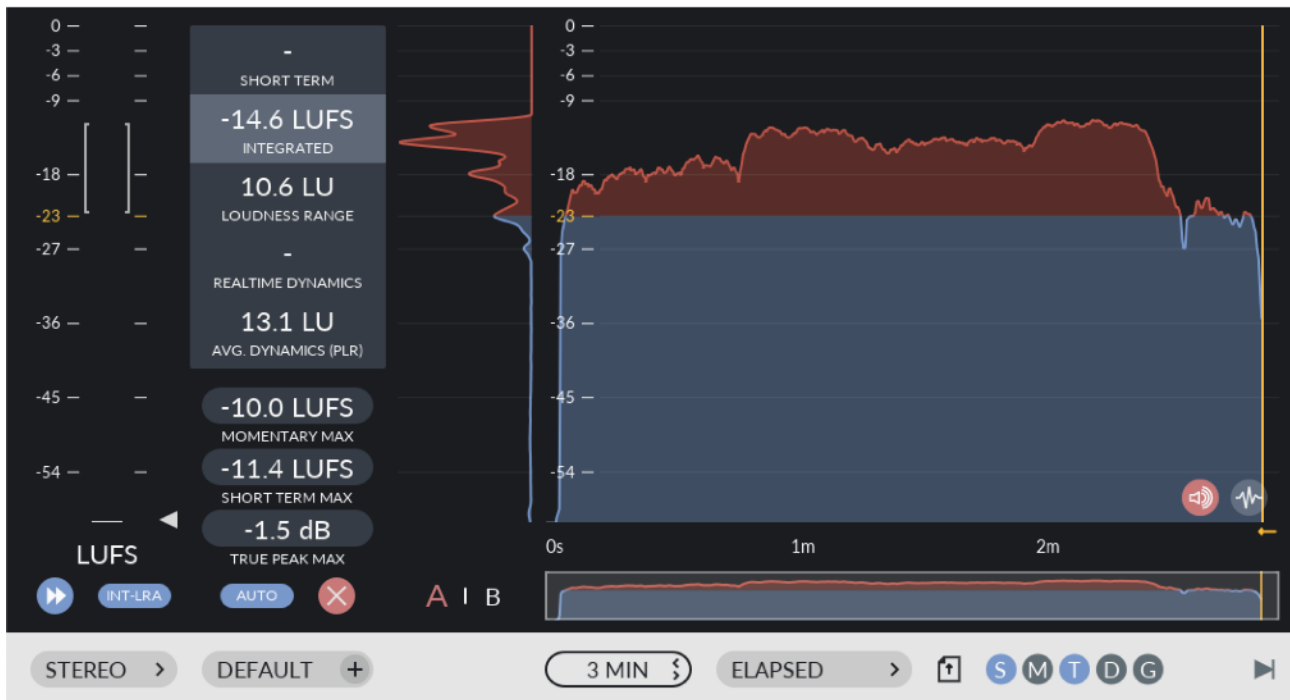 0
-3
-6
-9
-18
-23
-27
-36
-45
-54
LUFS
INT-LRA
-
SHORT TERM
-14.6 LUFS
INTEGRATED
10.6 LU
LOUDNESS RANGE
-
REALTIME DYNAMICS
13.1 LU
AVG. DYNAMICS (PLR)
-10.0 LUFS
MOMENTARY MAX
-11.4 LUFS
SHORT TERM MAX
-1.5 dB
TRUE PEAK MAX
AUTO
A | B
0
-3
-6
-9
-18
-23
-27
-36
-45
-54
0s 1m 2m
STEREO DEFAULT + 3 MIN ELAPSED S M T D G